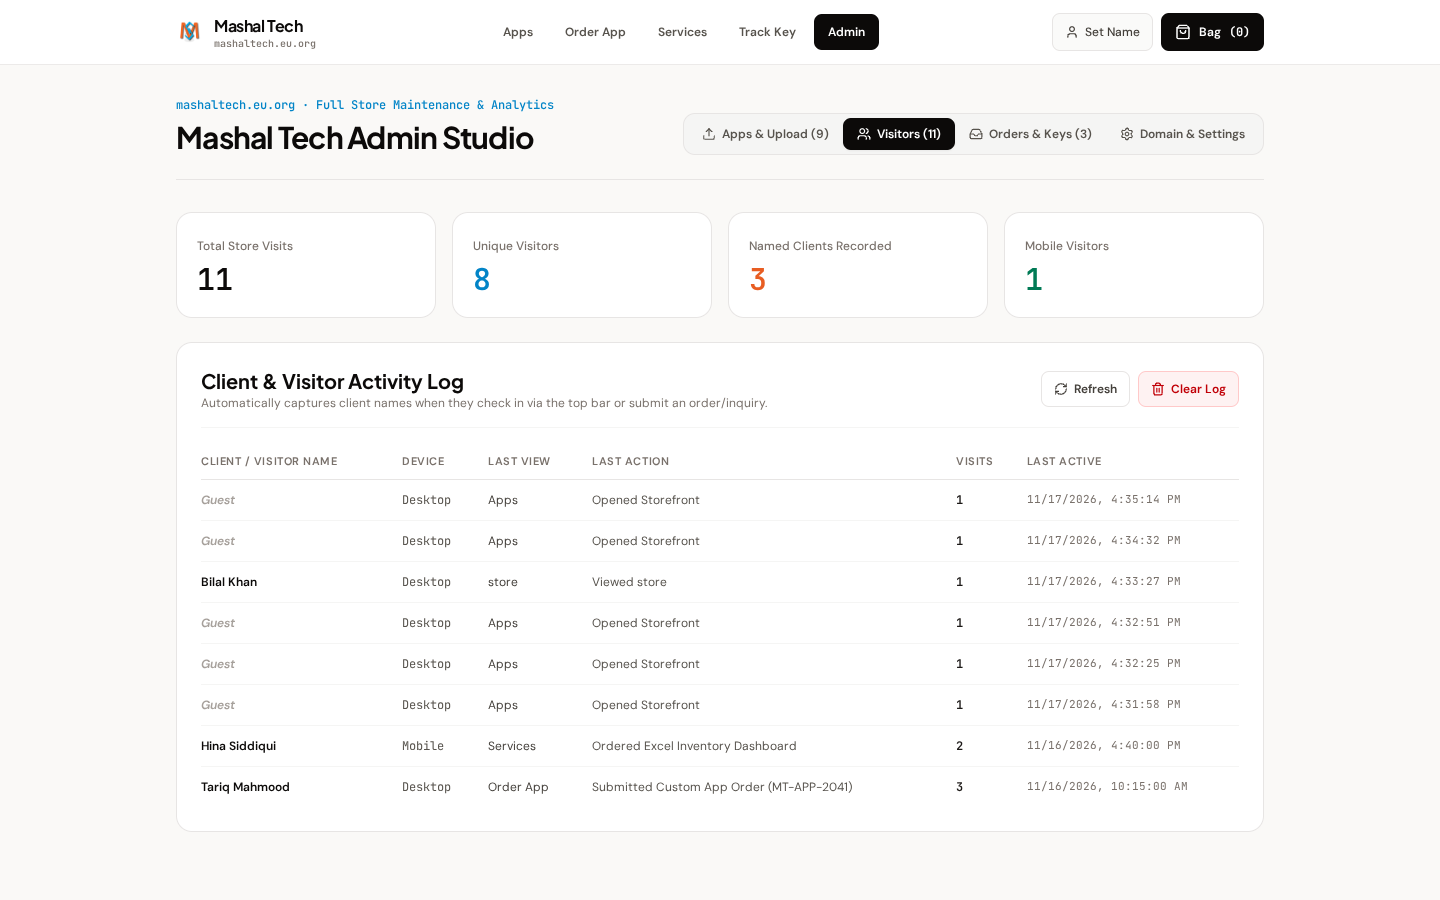 Mashal Tech
mashaltech.eu.org
Apps
Order App
Services
Track Key
Admin
Set Name
Bag (0)
mashaltech.eu.org · Full Store Maintenance & Analytics
Mashal Tech Admin Studio
Apps & Upload (9)
Visitors (11)
Orders & Keys (3)
Domain & Settings
Total Store Visits
11
Unique Visitors
8
Named Clients Recorded
3
Mobile Visitors
1
Client & Visitor Activity Log
Automatically captures client names when they check in via the top bar or submit an order/inquiry.
Refresh
Clear Log
CLIENT / VISITOR NAME DEVICE LAST VIEW LAST ACTION VISITS LAST ACTIVE
Guest Desktop Apps Opened Storefront 1 11/17/2026, 4:35:14 PM
Guest Desktop Apps Opened Storefront 1 11/17/2026, 4:34:32 PM
Bilal Khan Desktop store Viewed store 1 11/17/2026, 4:33:27 PM
Guest Desktop Apps Opened Storefront 1 11/17/2026, 4:32:51 PM
Guest Desktop Apps Opened Storefront 1 11/17/2026, 4:32:25 PM
Guest Desktop Apps Opened Storefront 1 11/17/2026, 4:31:58 PM
Hina Siddiqui Mobile Services Ordered Excel Inventory Dashboard 2 11/16/2026, 4:40:00 PM
Tariq Mahmood Desktop Order App Submitted Custom App Order (MT-APP-2041) 3 11/16/2026, 10:15:00 AM